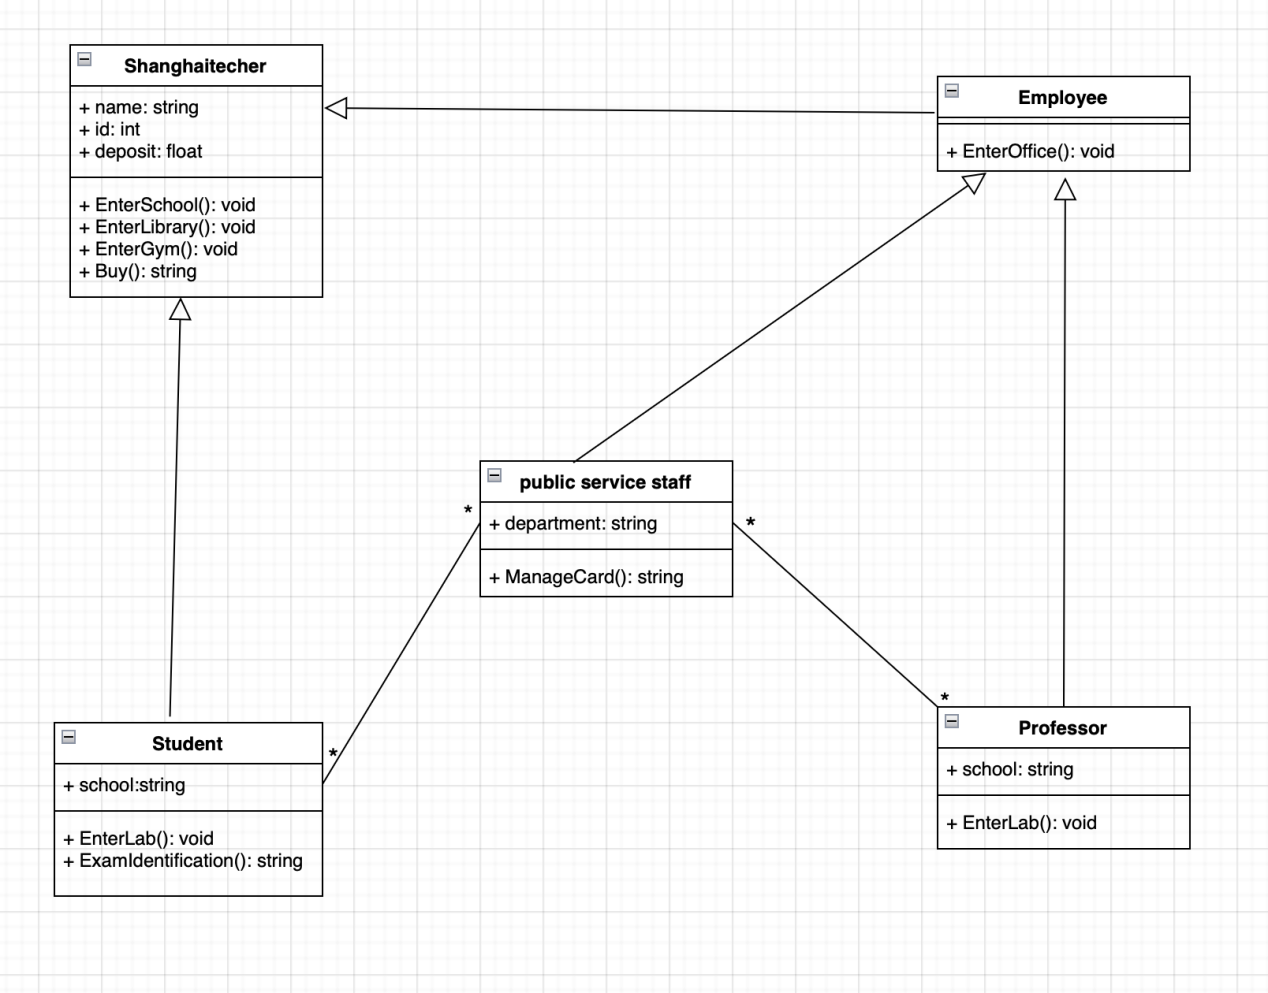 Shanghaitecher
+ name: string
+ id: int
+ deposit: float
+ EnterSchool(): void
+ EnterLibrary(): void
+ EnterGym(): void
+ Buy(): string
Employee
+ EnterOffice(): void
public service staff
+ department: string
+ ManageCard(): string
*
*
*
*
Student
+ school:string
+ EnterLab(): void
+ ExamIdentification(): string
Professor
+ school: string
+ EnterLab(): void